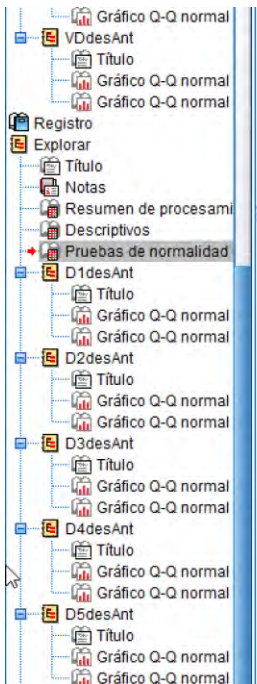 Gráfico Q-Q normal
VDdesAnt
Título
Gráfico Q-Q normal
Gráfico Q-Q normal
Registro
Explorar
Título
Notas
Resumen de procesami
Descriptivos
Pruebas de normalidad
D1desAnt
Título
Gráfico Q-Q normal
Gráfico Q-Q normal
D2desAnt
Título
Gráfico Q-Q normal
Gráfico Q-Q normal
D3desAnt
Título
Gráfico Q-Q normal
Gráfico Q-Q normal
D4desAnt
Título
Gráfico Q-Q normal
Gráfico Q-Q normal
D5desAnt
Título
Gráfico Q-Q normal
Gráfico Q-Q normal